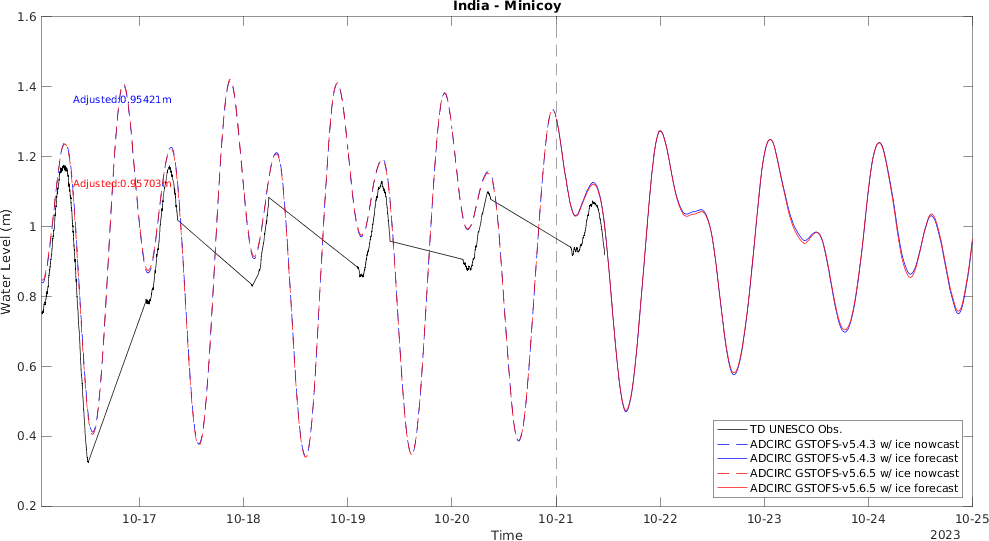 India - Minicoy
1.6
1.4
1.2
1
0.8
0.6
0.4
0.2
Water Level (m)
Adjusted:0.95421m
Adjusted:0.95703m
TD UNESCO Obs.
ADCIRC GSTOFS-v5.4.3 w/ ice nowcast
ADCIRC GSTOFS-v5.4.3 w/ ice forecast
ADCIRC GSTOFS-v5.6.5 w/ ice nowcast
ADCIRC GSTOFS-v5.6.5 w/ ice forecast
10-17 10-18 10-19 10-20 10-21 10-22 10-23 10-24 10-25
Time
2023